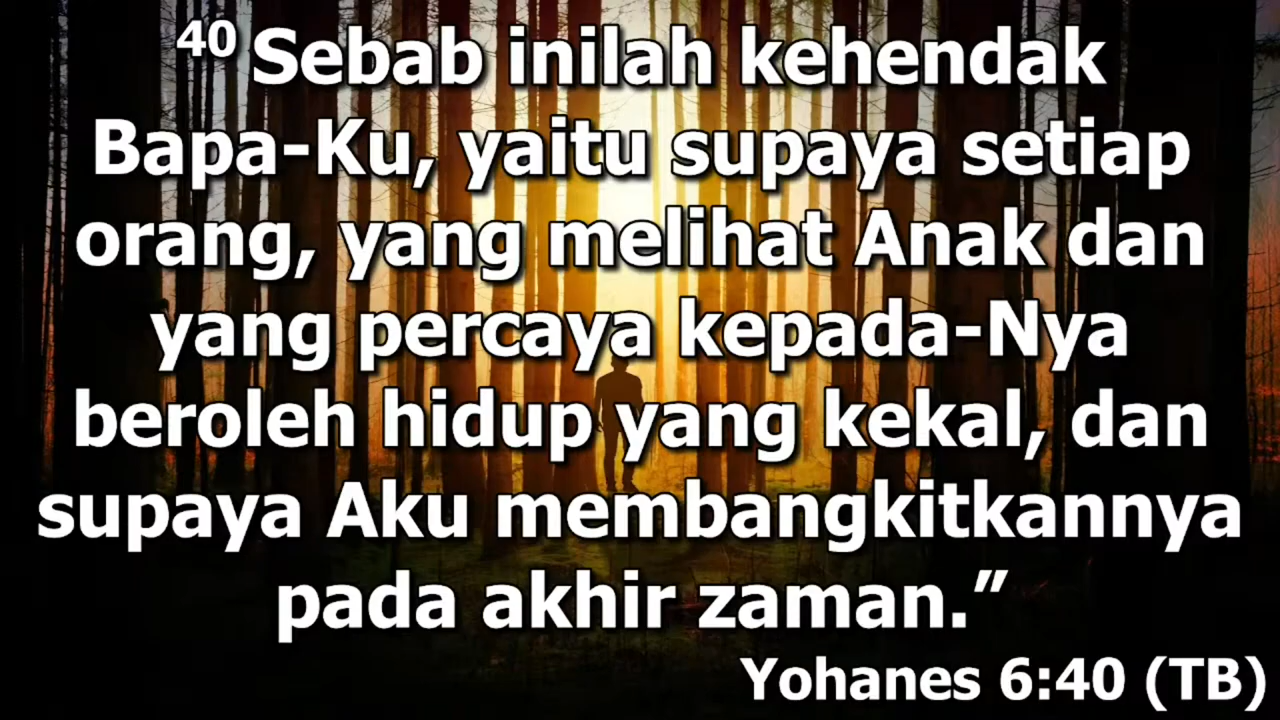 40 Sebab inilah kehendak
Bapa-Ku, yaitu supaya setiap
orang, yang melihat Anak dan
yang percaya kepada-Nya
beroleh hidup yang kekal, dan
supaya Aku membangkitkannya
pada akhir zaman.”
Yohanes 6:40 (TB)